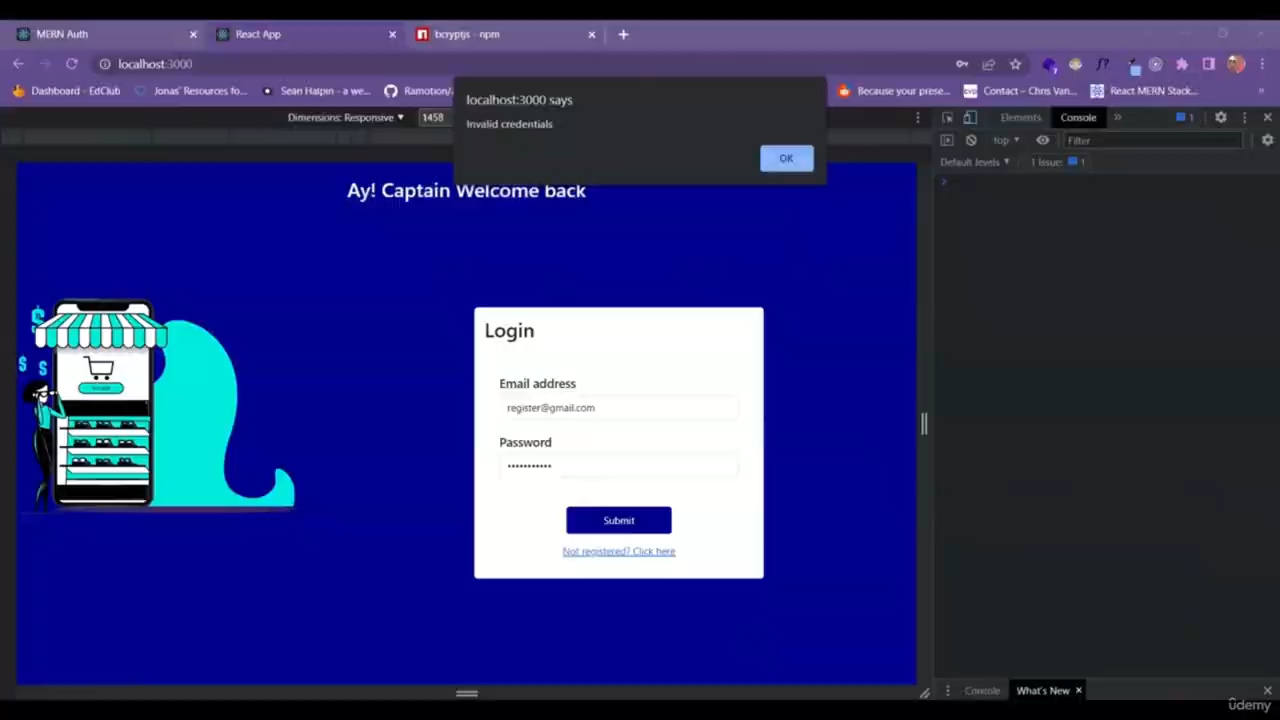 MERN Auth
React App
bcryptjs - npm
localhost:3000
Dashboard - EdClub
Jonas' Resources fo...
Sean Halpin - a we...
Ramotion/
Because your prese...
Contact – Chris Van...
React MERN Stack...
localhost:3000 says
Invalid credentials
OK
Dimensions: Responsive
1458
Elements
Console
1
top
Filter
Default levels
1 Issue:
1
Ay! Captain Welcome back
Login
Email address
register@gmail.com
Password
Submit
Not registered? Click here
Console
What's New
ûdemy